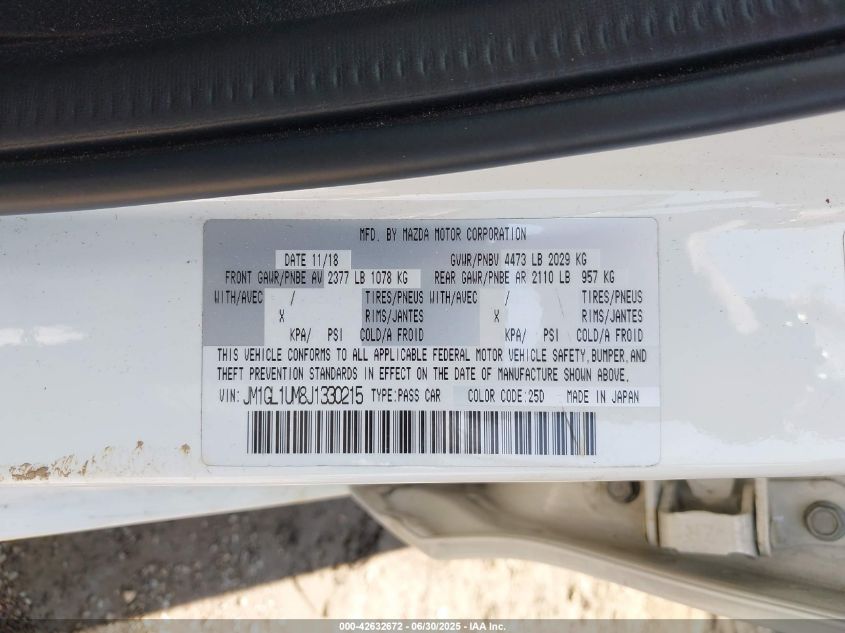 MFD. BY MAZDA MOTOR CORPORATION
DATE 11/18 GVWR/PNBV 4473 LB 2029 KG
FRONT GAWR/PNBE AV 2377 LB 1078 KG REAR GAWR/PNBE AR 2110 LB 957 KG
WITH/AVEC / TIRES/PNEUS WITH/AVEC / TIRES/PNEUS
X RIMS/JANTES X RIMS/JANTES
KPA/ PSI COLD/A FROID KPA/ PSI COLD/A FROID
THIS VEHICLE CONFORMS TO ALL APPLICABLE FEDERAL MOTOR VEHICLE SAFETY, BUMPER, AND
THEFT PREVENTION STANDARDS IN EFFECT ON THE DATE OF MANUFACTURE SHOWN ABOVE.
VIN: JM1GL1UM8J1330215 TYPE: PASS CAR COLOR CODE: 25D MADE IN JAPAN
000-42632672 - 06/30/2025 - IAA Inc.